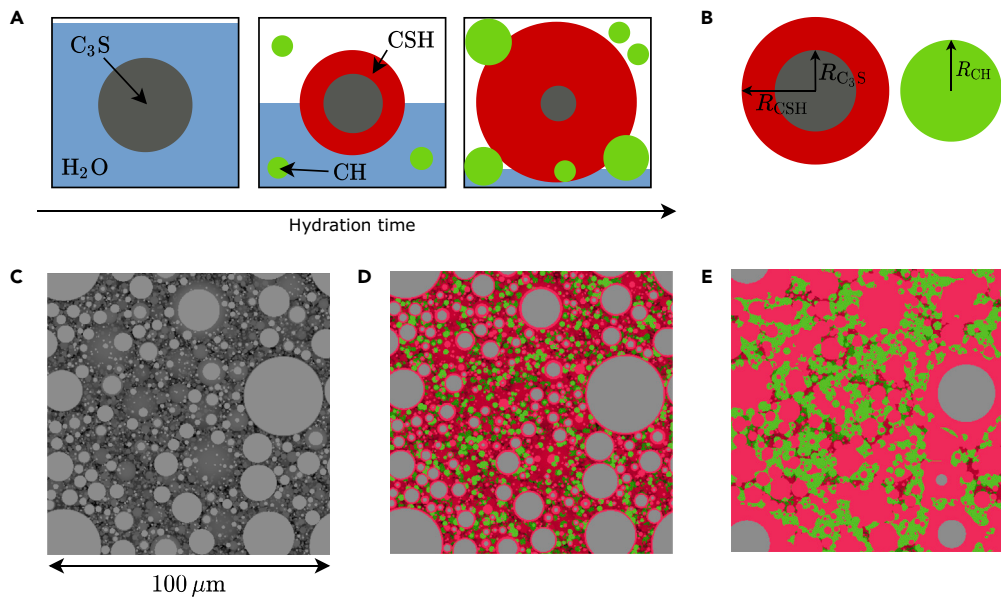 A
C₃S
H₂O
CSH
CH
Hydration time
B
R_C₃S
R_CSH
R_CH
C
D
E
100 μm